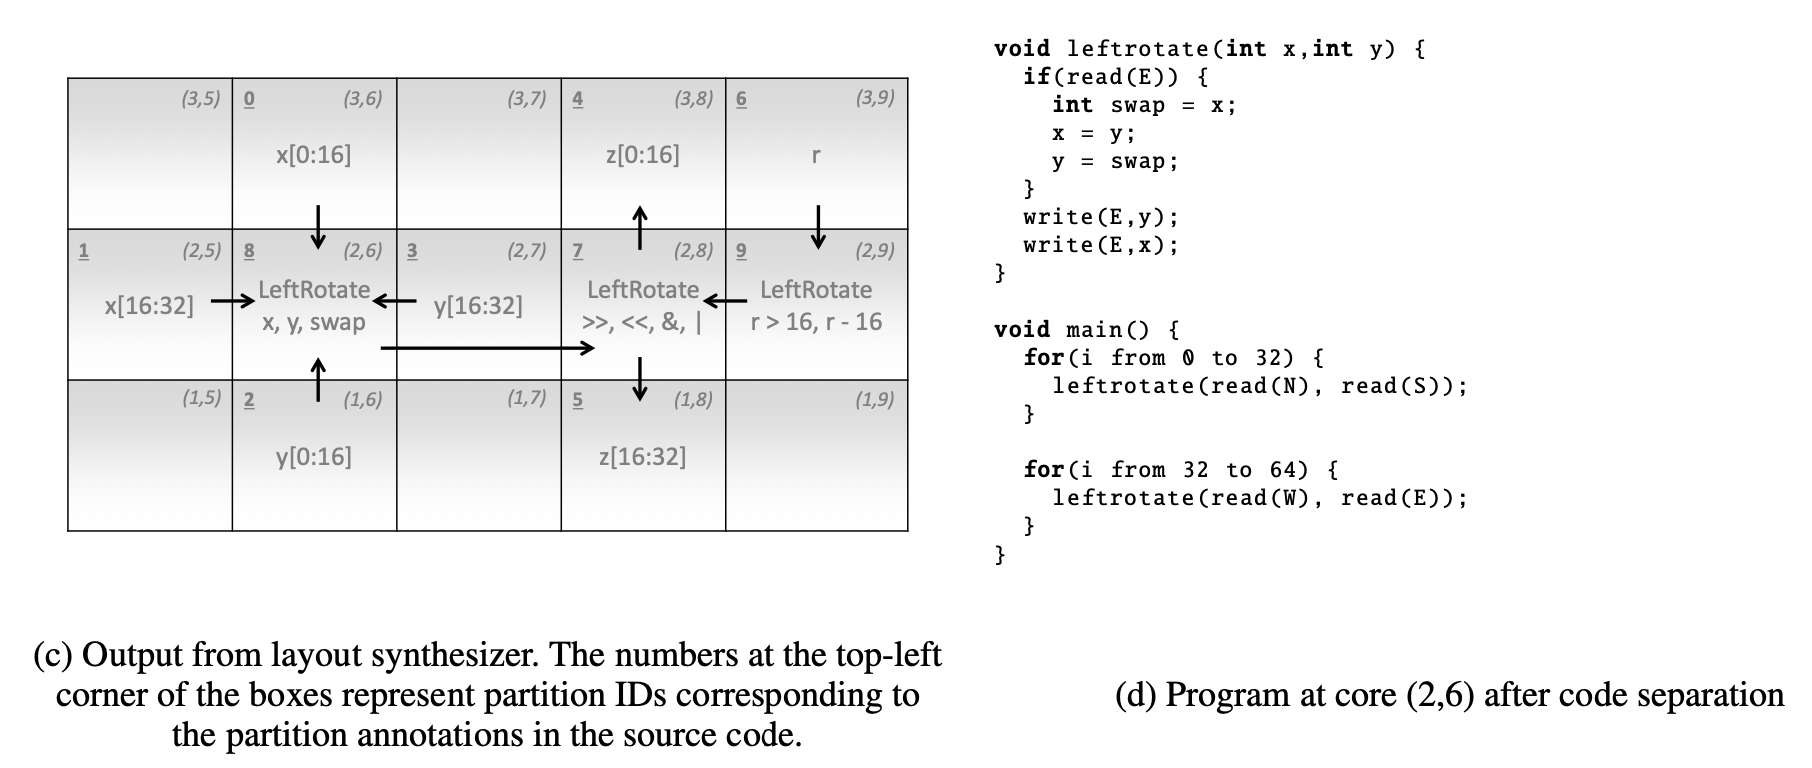 (3,5) 0 (3,6) (3,7) 4 (3,8) 6 (3,9)
x[0:16] z[0:16] r
1 (2,5) 8 (2,6) 3 (2,7) 7 (2,8) 9 (2,9)
x[16:32] LeftRotate y[16:32] LeftRotate LeftRotate
x, y, swap >>, <<, &, | r > 16, r - 16
(1,5) 2 (1,6) (1,7) 5 (1,8) (1,9)
y[0:16] z[16:32]
(c) Output from layout synthesizer. The numbers at the top-left
corner of the boxes represent partition IDs corresponding to
the partition annotations in the source code.
void leftrotate(int x,int y) {
if(read(E)) {
int swap = x;
x = y;
y = swap;
}
write(E,y);
write(E,x);
}
void main() {
for(i from 0 to 32) {
leftrotate(read(N), read(S));
}
for(i from 32 to 64) {
leftrotate(read(W), read(E));
}
}
(d) Program at core (2,6) after code separation